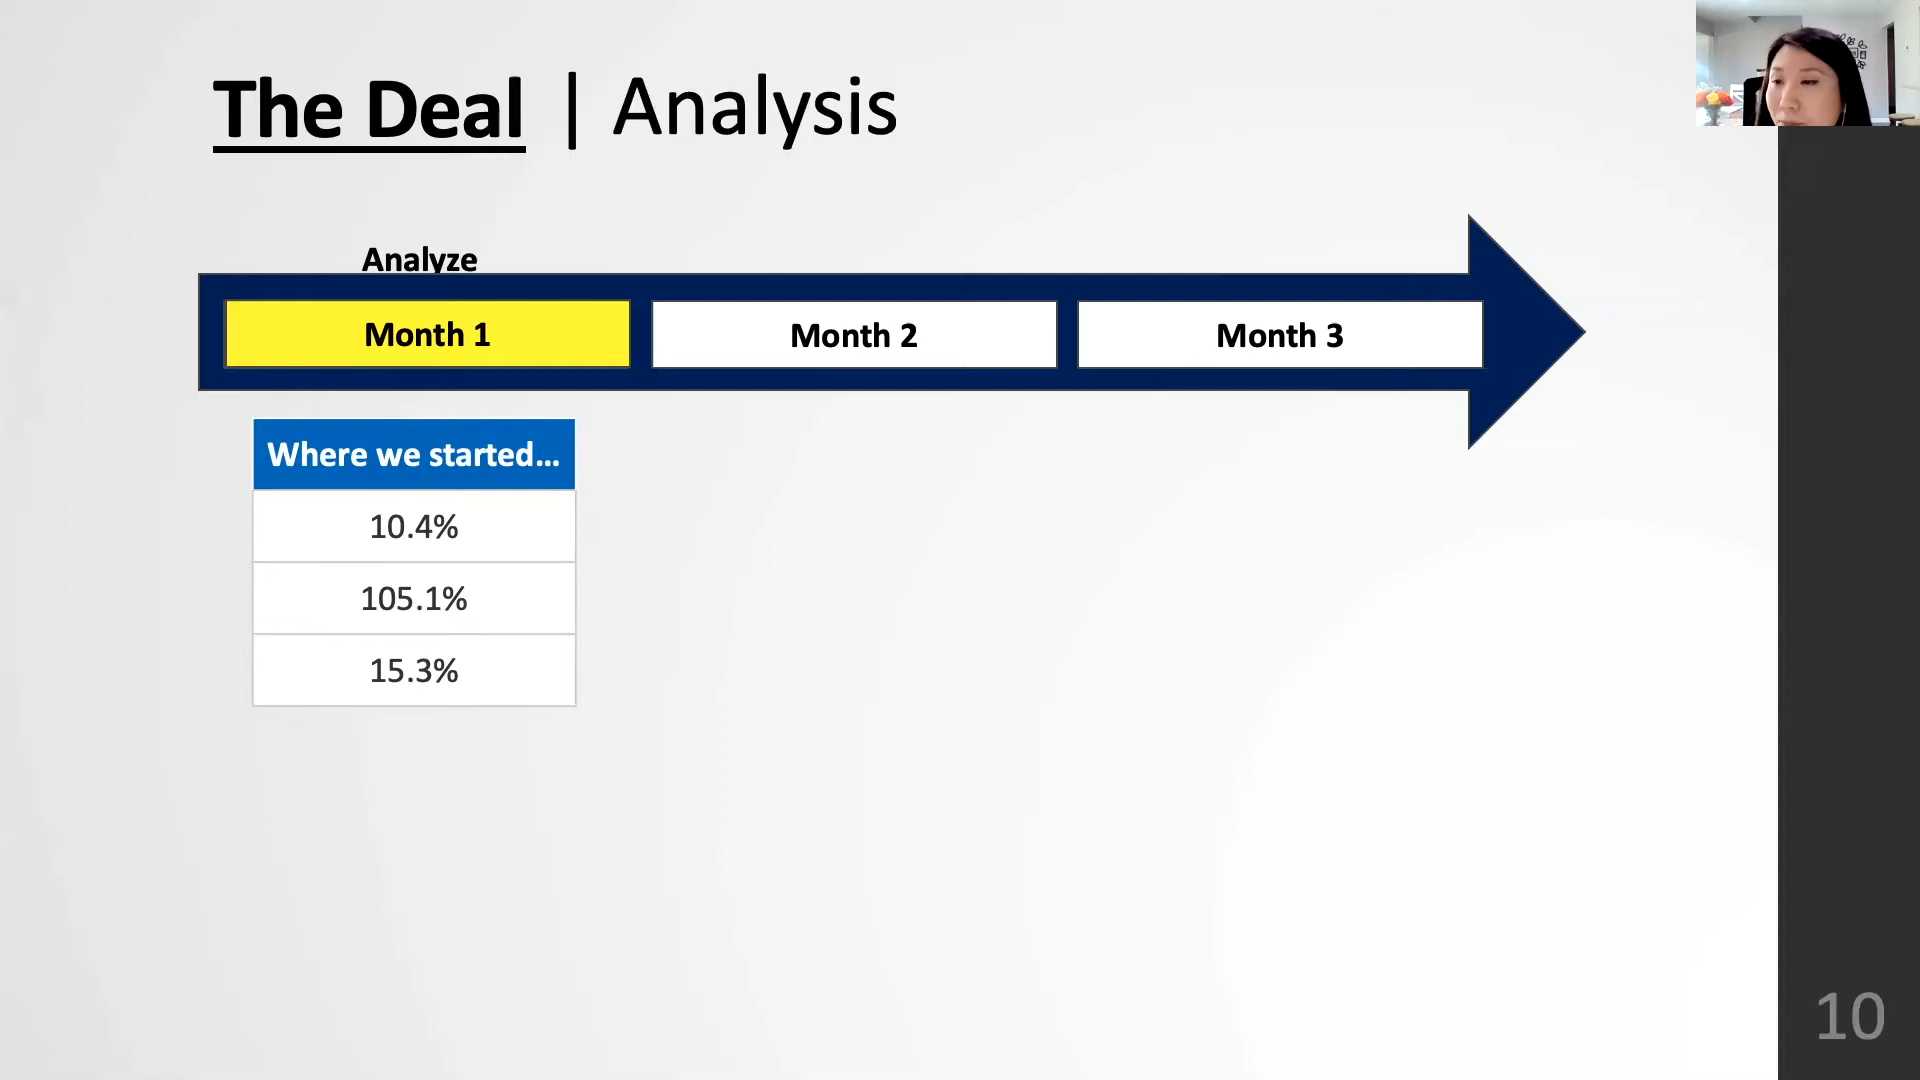 The Deal | Analysis
Analyze
Month 1
Month 2
Month 3
Where we started...
10.4%
105.1%
15.3%
10